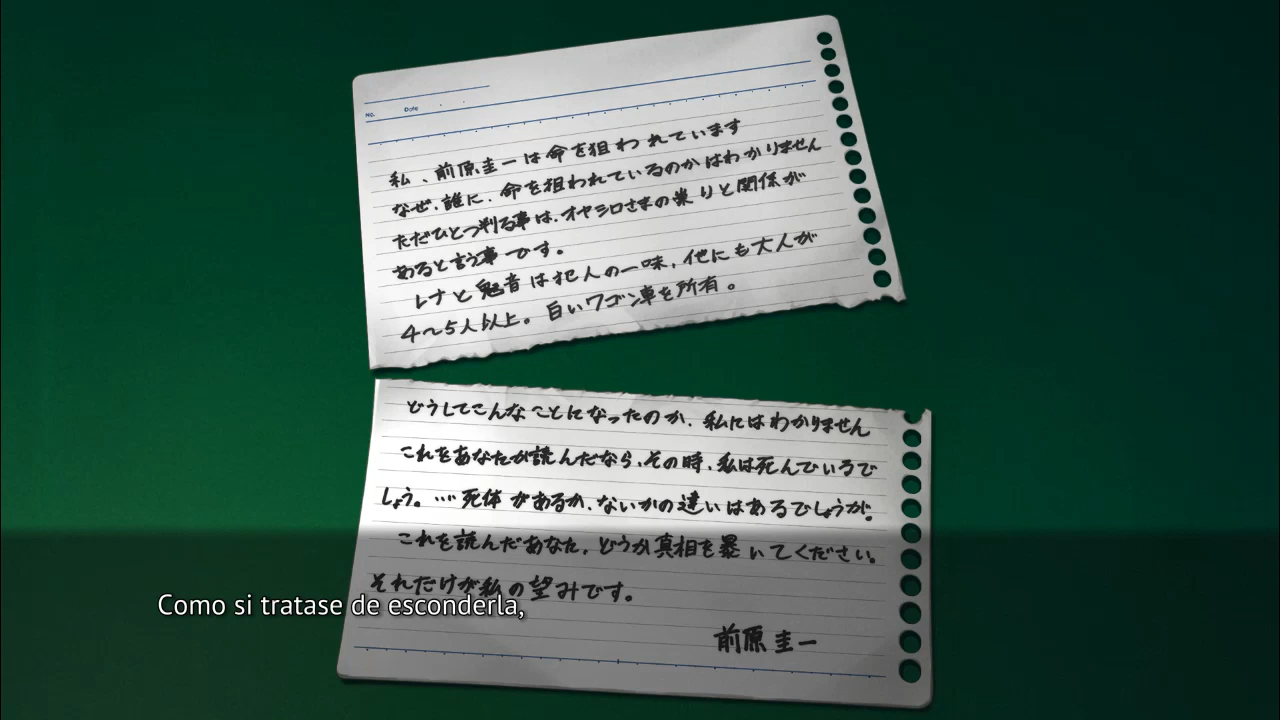 No.
Date
私、前原圭一は命を狙われています
なぜ、誰に、命を狙われているのかはわかりません
ただひとつ判る事は、オヤシロさまの祟りと関係が
あると言う事です。
レナと魅音は犯人の一味、他にも大人が
4〜5人以上。白いワゴン車を所有。
どうしてこんなことになったのか、私にはわかりません
これをあなたが読んだなら、その時、私は死んでいるで
しょう。…死体があるか、ないかの違いはあるでしょうが。
これを読んだあなた。どうか真相を暴いてください。
それだけが私の望みです。
Como si tratase de esconderla,
前原圭一